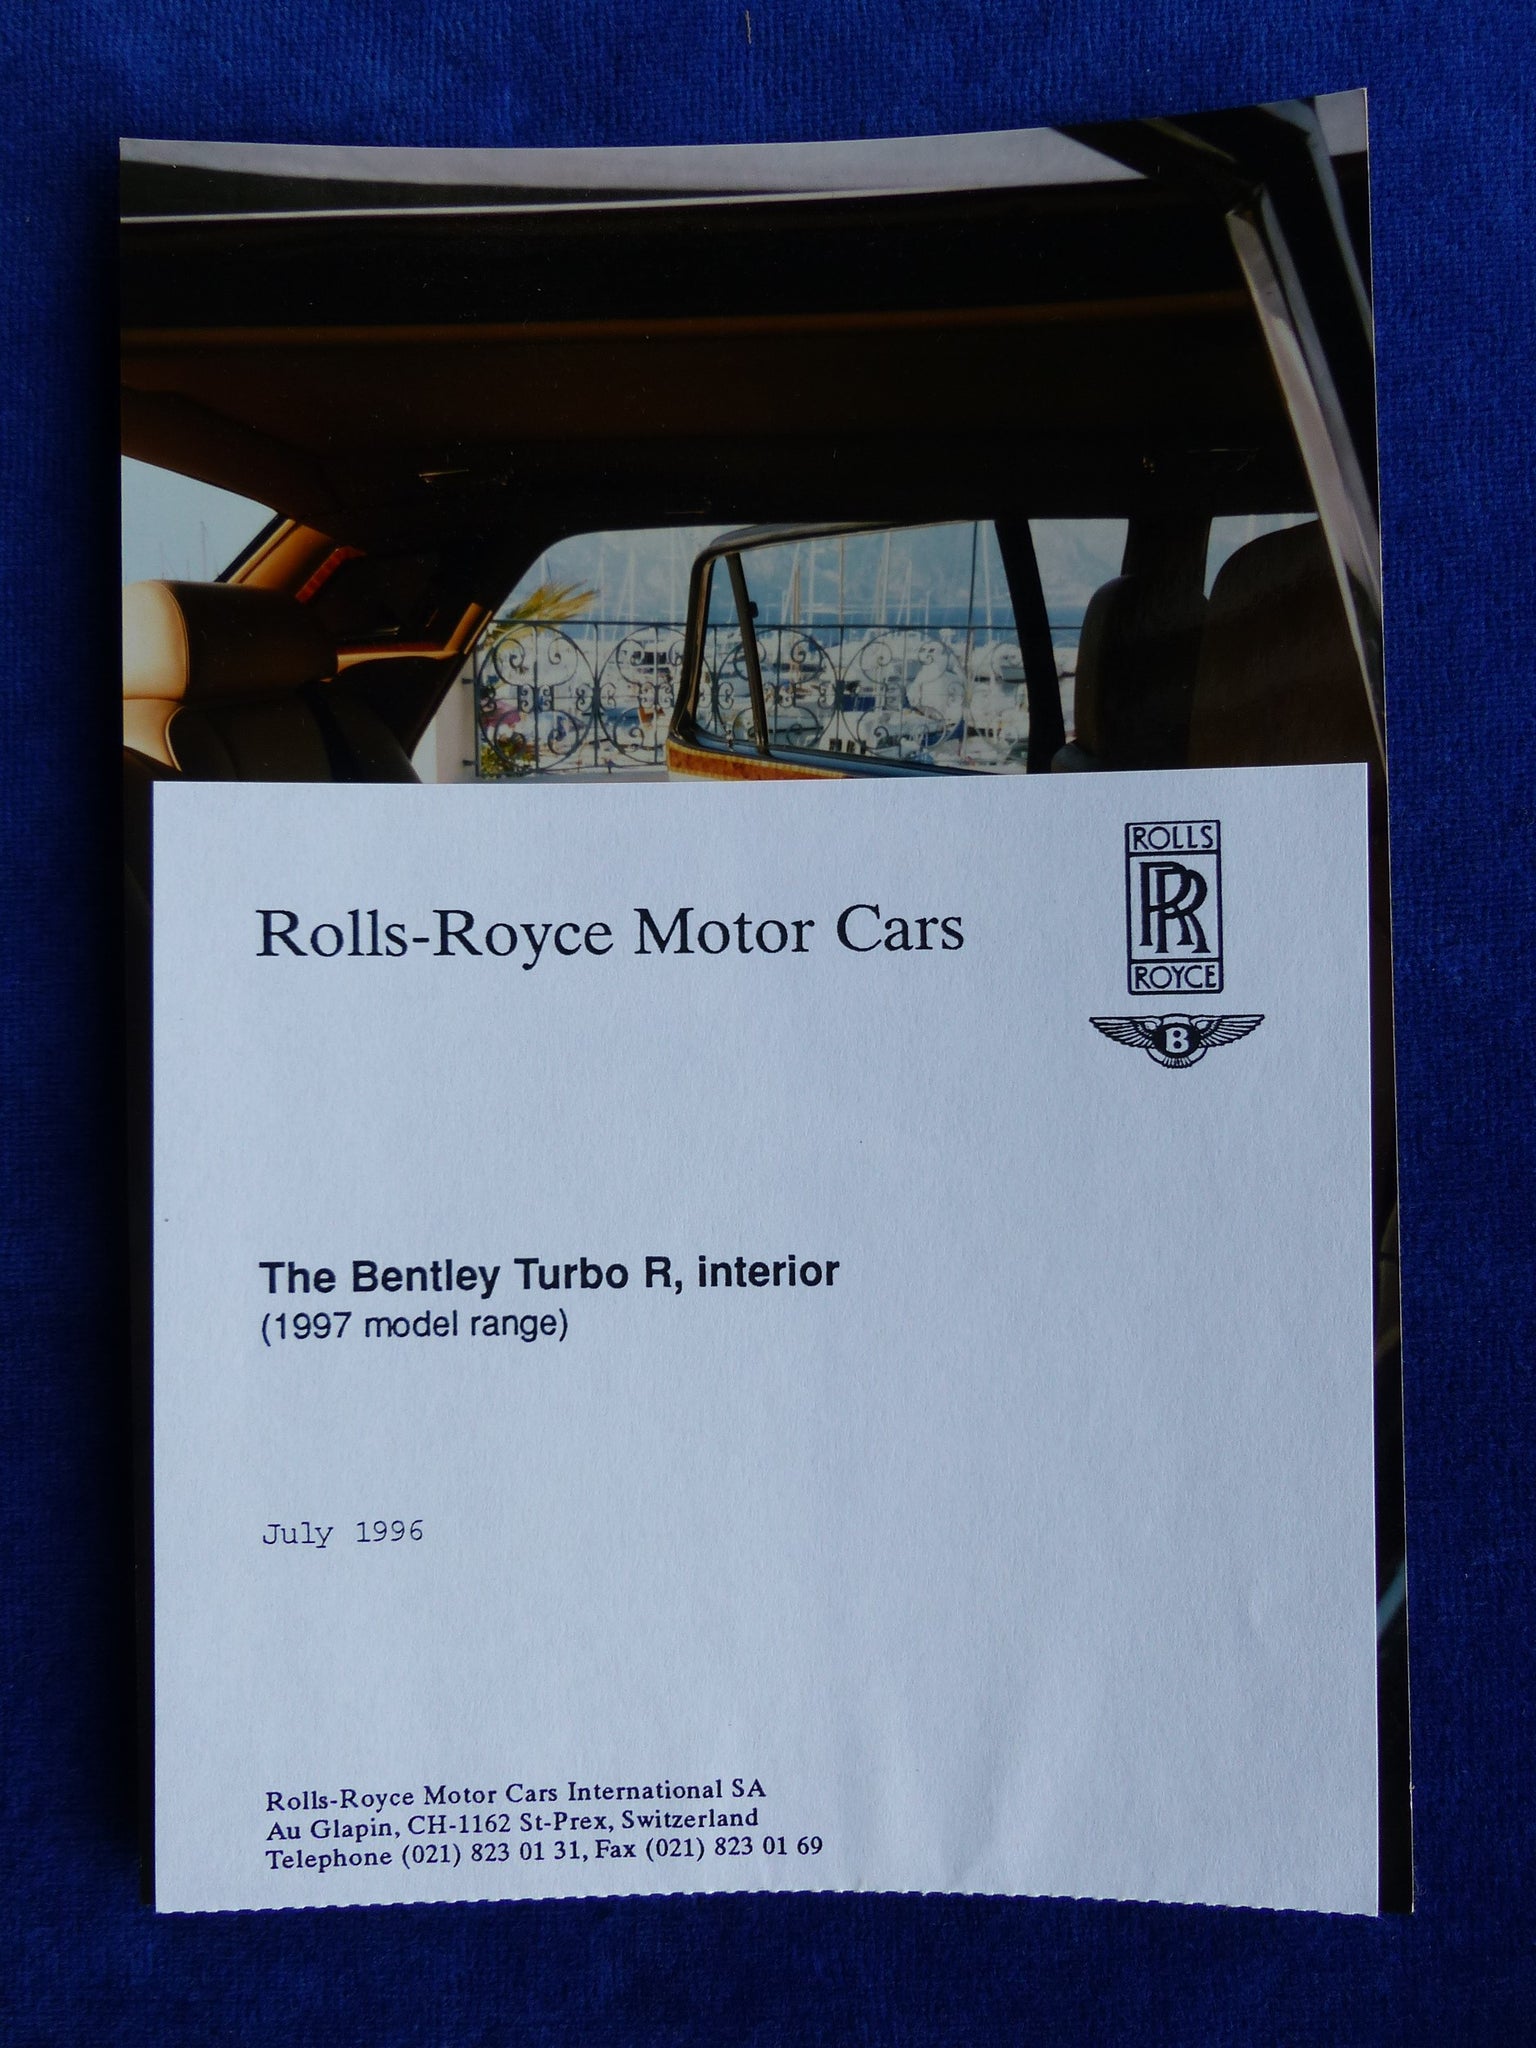 Rolls-Royce Motor Cars
ROLLS
RR
ROYCE
B
The Bentley Turbo R, interior
(1997 model range)
July 1996
Rolls-Royce Motor Cars International SA
Au Glapin, CH-1162 St-Prex, Switzerland
Telephone (021) 823 01 31, Fax (021) 823 01 69